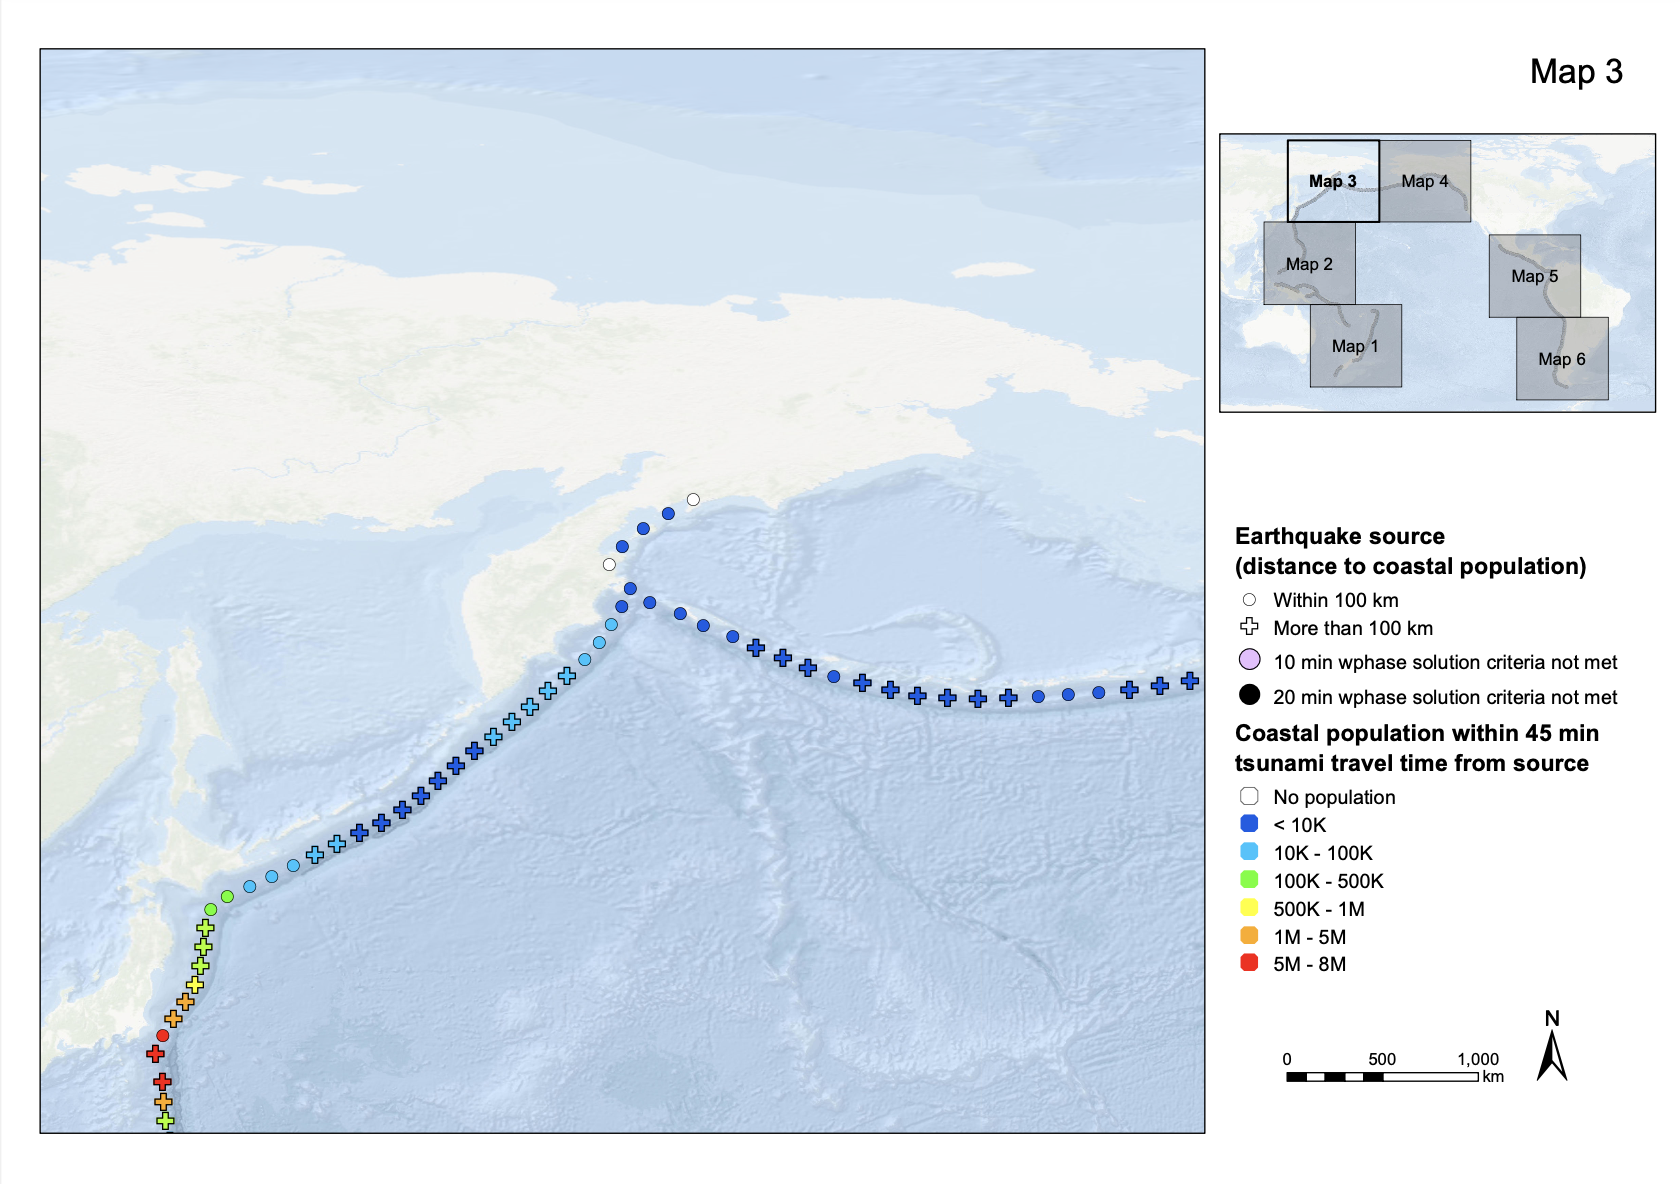 Map 3
Map 3
Map 4
Map 2
Map 5
Map 1
Map 6
Earthquake source
(distance to coastal population)
Within 100 km
More than 100 km
10 min wphase solution criteria not met
20 min wphase solution criteria not met
Coastal population within 45 min
tsunami travel time from source
No population
< 10K
10K - 100K
100K - 500K
500K - 1M
1M - 5M
5M - 8M
N
0 500 1,000
km